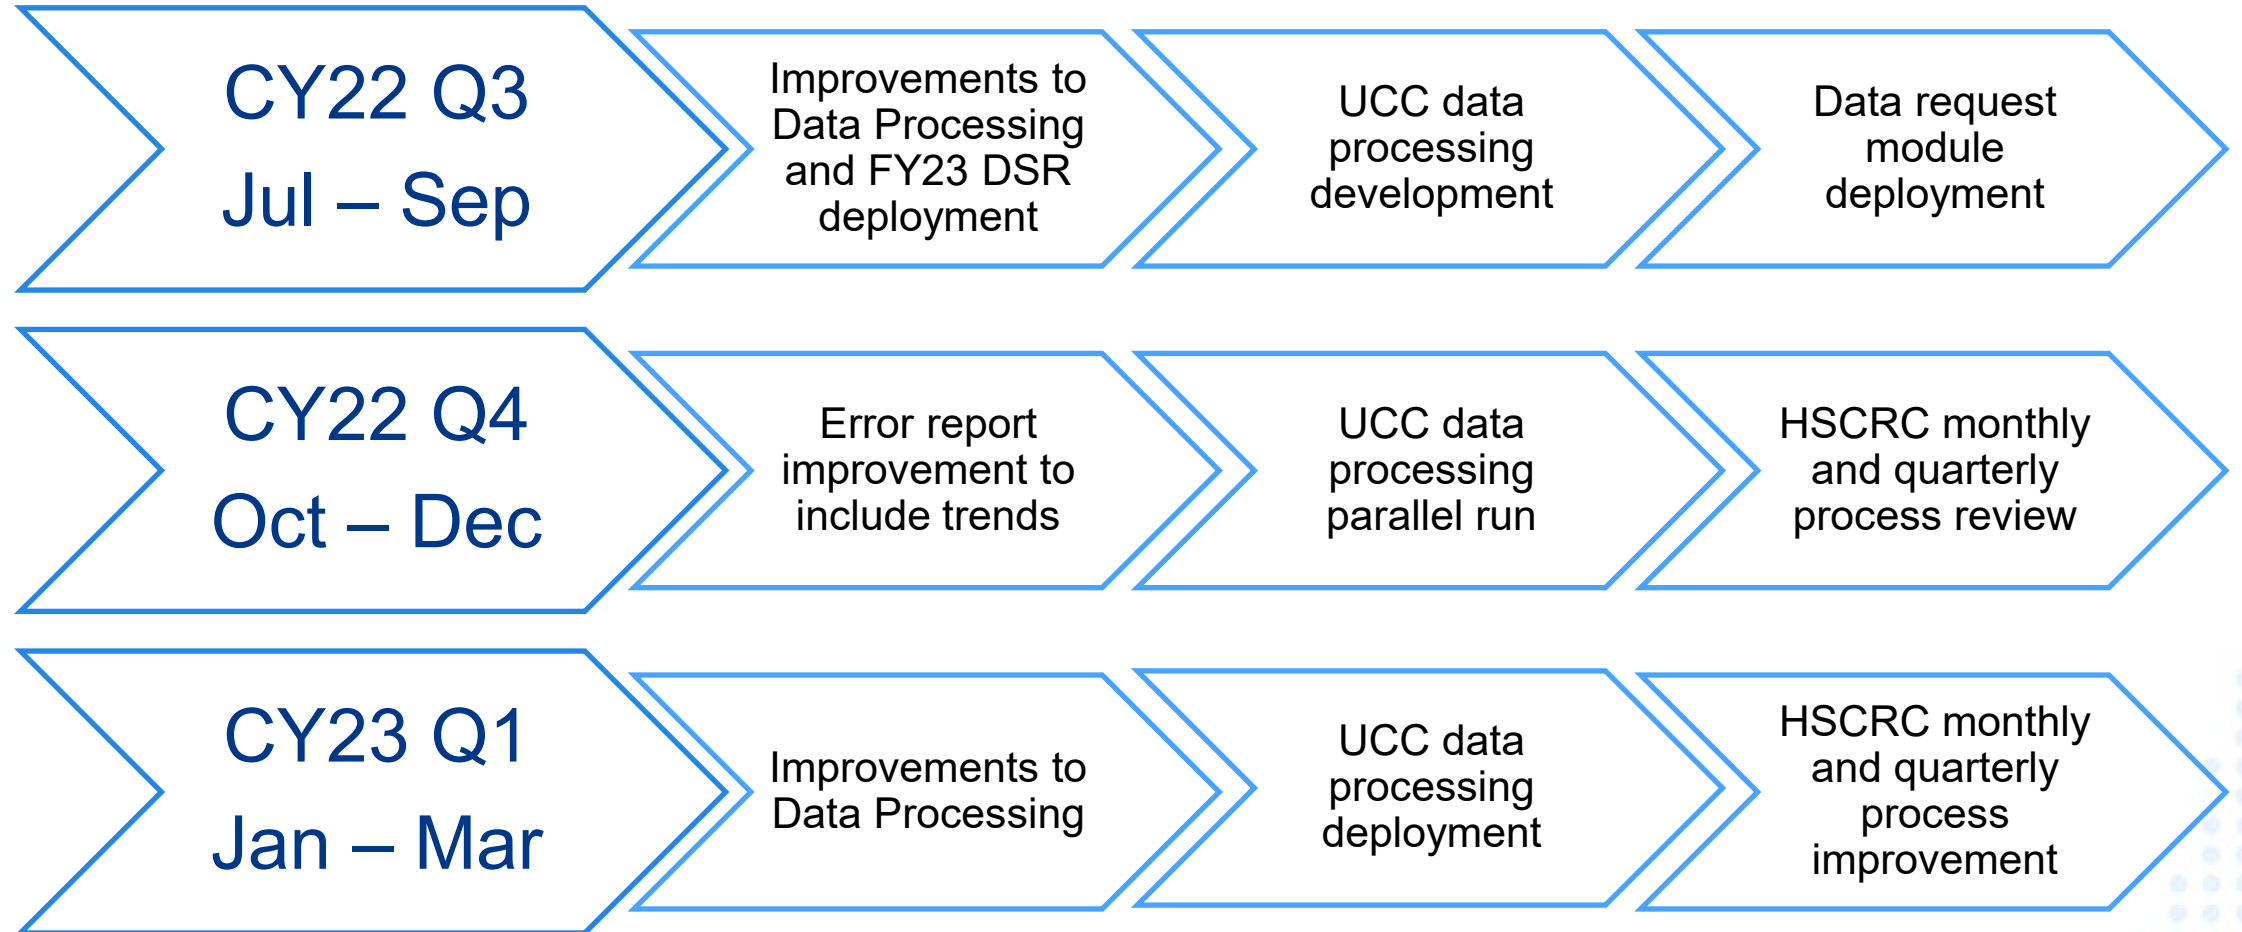 CY22 Q3
Jul – Sep
Improvements to
Data Processing
and FY23 DSR
deployment
UCC data
processing
development
Data request
module
deployment
CY22 Q4
Oct – Dec
Error report
improvement to
include trends
UCC data
processing
parallel run
HSCRC monthly
and quarterly
process review
CY23 Q1
Jan – Mar
Improvements to
Data Processing
UCC data
processing
deployment
HSCRC monthly
and quarterly
process
improvement